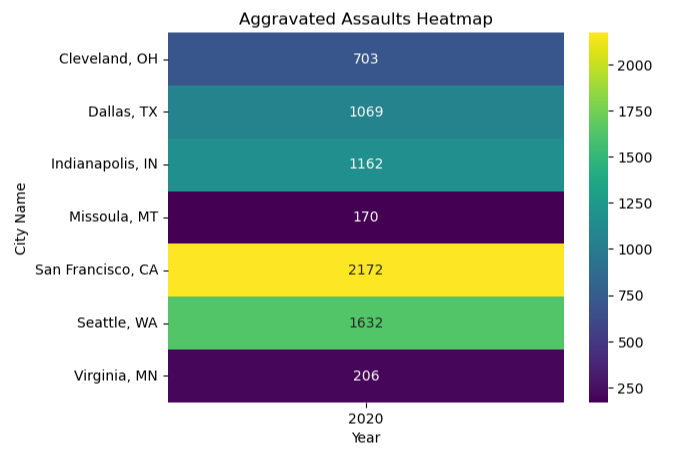 Aggravated Assaults Heatmap
City Name
Cleveland, OH 703
Dallas, TX 1069
Indianapolis, IN 1162
Missoula, MT 170
San Francisco, CA 2172
Seattle, WA 1632
Virginia, MN 206
2020
Year
2000
1750
1500
1250
1000
750
500
250